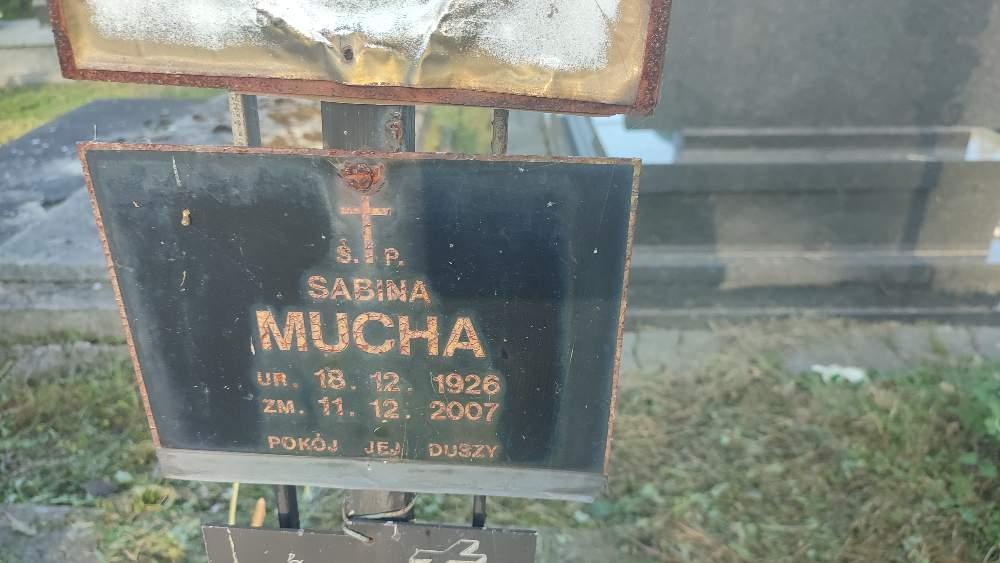 Ś. P.
SABINA
MUCHA
UR. 18. 12. 1926
ZM. 11. 12. 2007
POKÓJ JEJ DUSZY